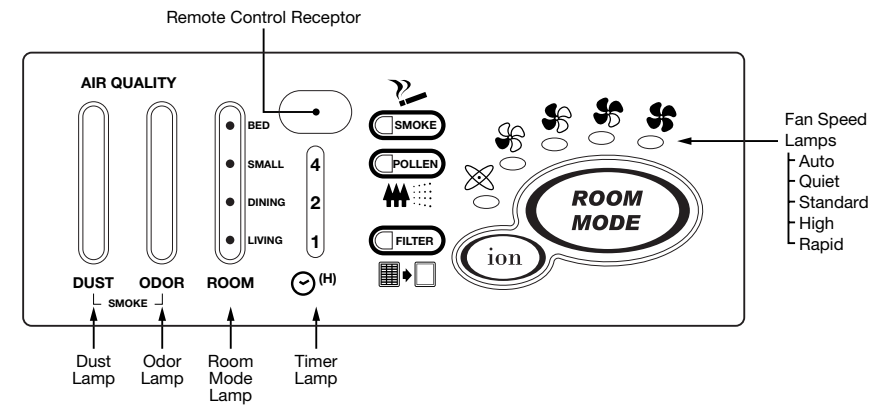 Remote Control Receptor
AIR QUALITY
BED
SMALL
DINING
LIVING
4
2
1
(H)
DUST
ODOR
ROOM
SMOKE
SMOKE
POLLEN
FILTER
ion
ROOM
MODE
Fan Speed
Lamps
Auto
Quiet
Standard
High
Rapid
Dust
Lamp
Odor
Lamp
Room
Mode
Lamp
Timer
Lamp